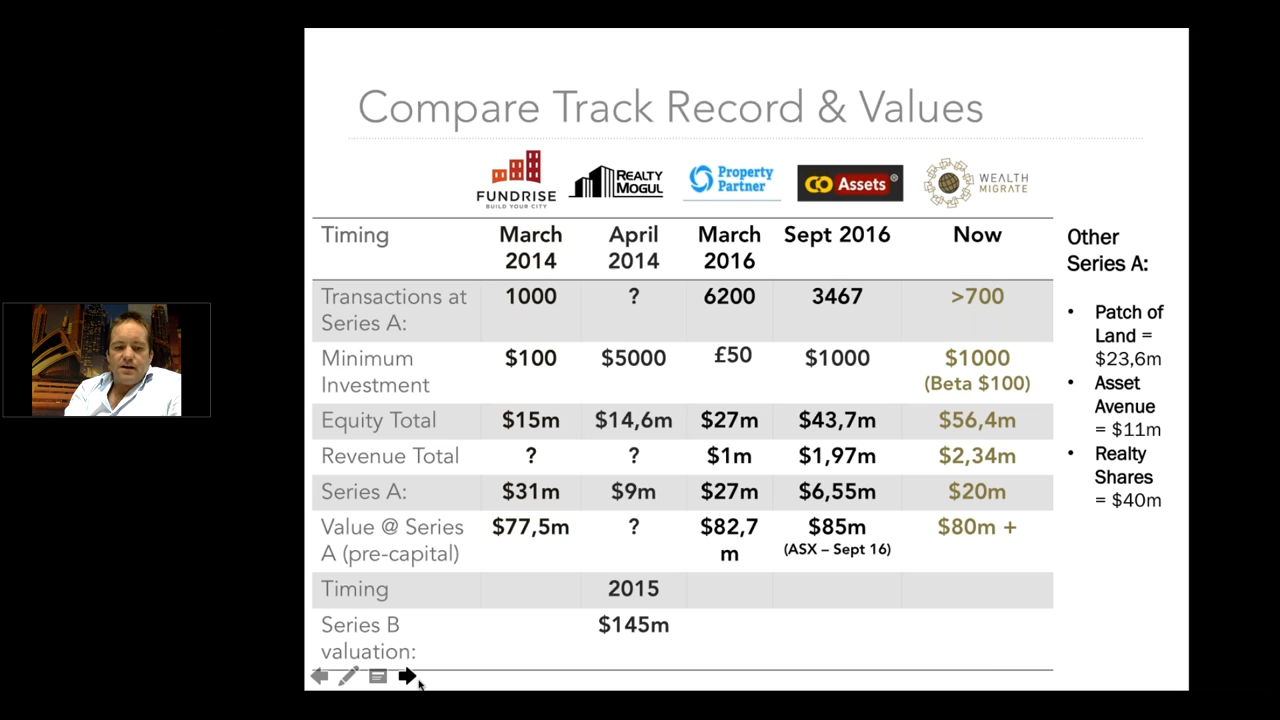 Compare Track Record & Values
FUNDRISE
BUILD YOUR CITY
REALTY
MOGUL
Property
Partner
CO Assets®
WEALTH
MIGRATE
Timing March April March Sept 2016 Now
2014 2014 2016
Transactions at 1000 ? 6200 3467 >700
Series A:
Minimum $100 $5000 £50 $1000 $1000
Investment (Beta $100)
Equity Total $15m $14,6m $27m $43,7m $56,4m
Revenue Total ? ? $1m $1,97m $2,34m
Series A: $31m $9m $27m $6,55m $20m
Value @ Series $77,5m ? $82,7 $85m $80m +
A (pre-capital) m (ASX – Sept 16)
Timing 2015
Series B $145m
valuation:
Other
Series A:
• Patch of
Land =
$23,6m
• Asset
Avenue
= $11m
• Realty
Shares
= $40m